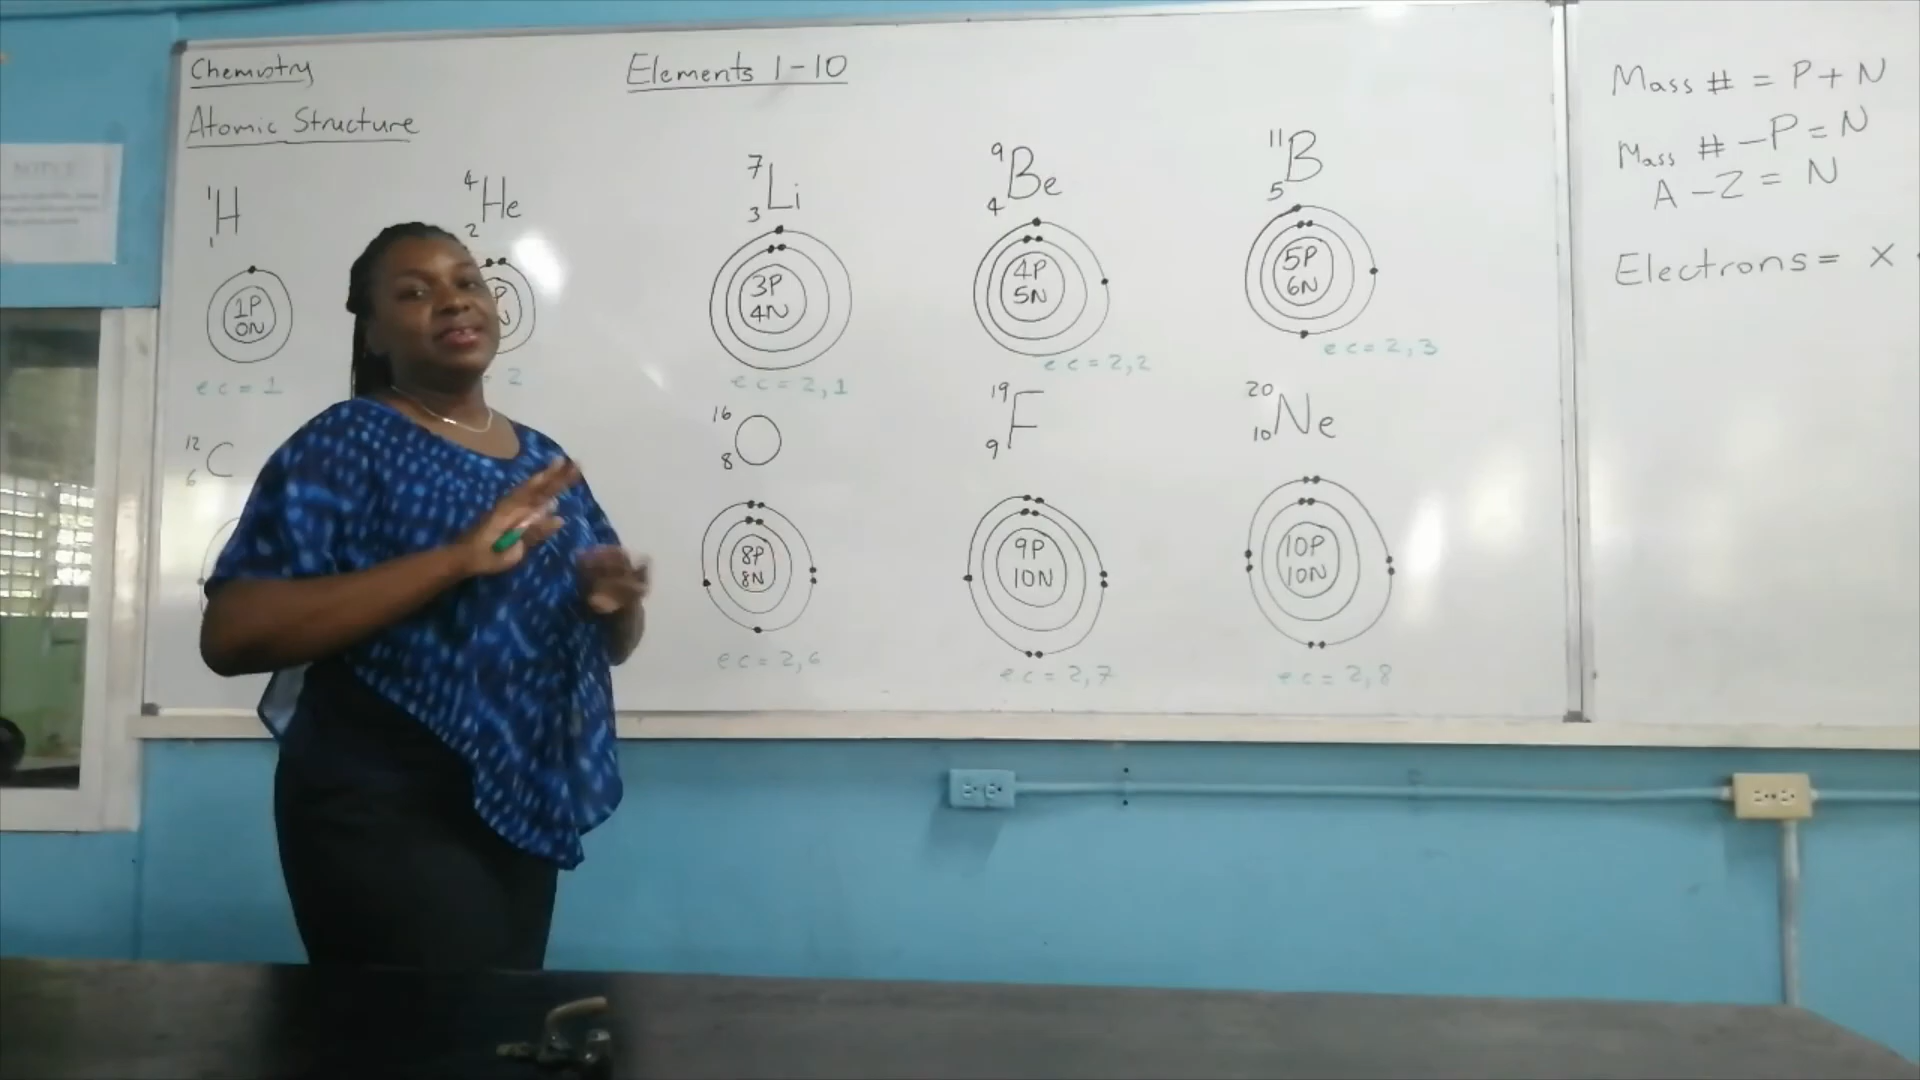 NOTICE
Chemistry
Elements 1-10
Atomic Structure
1 H 1
4 He 2
7 Li 3
9 Be 4
11 B 5
1P
0N
P
N
3P
4N
4P
5N
5P
6N
ec = 1
= 2
ec = 2,1
ec = 2,2
ec = 2,3
12 C 6
16 O 8
19 F 9
20 Ne 10
8P
8N
9P
10N
10P
10N
ec = 2,6
ec = 2,7
ec = 2,8
Mass # = P + N
Mass # - P = N
A - Z = N
Electrons = X